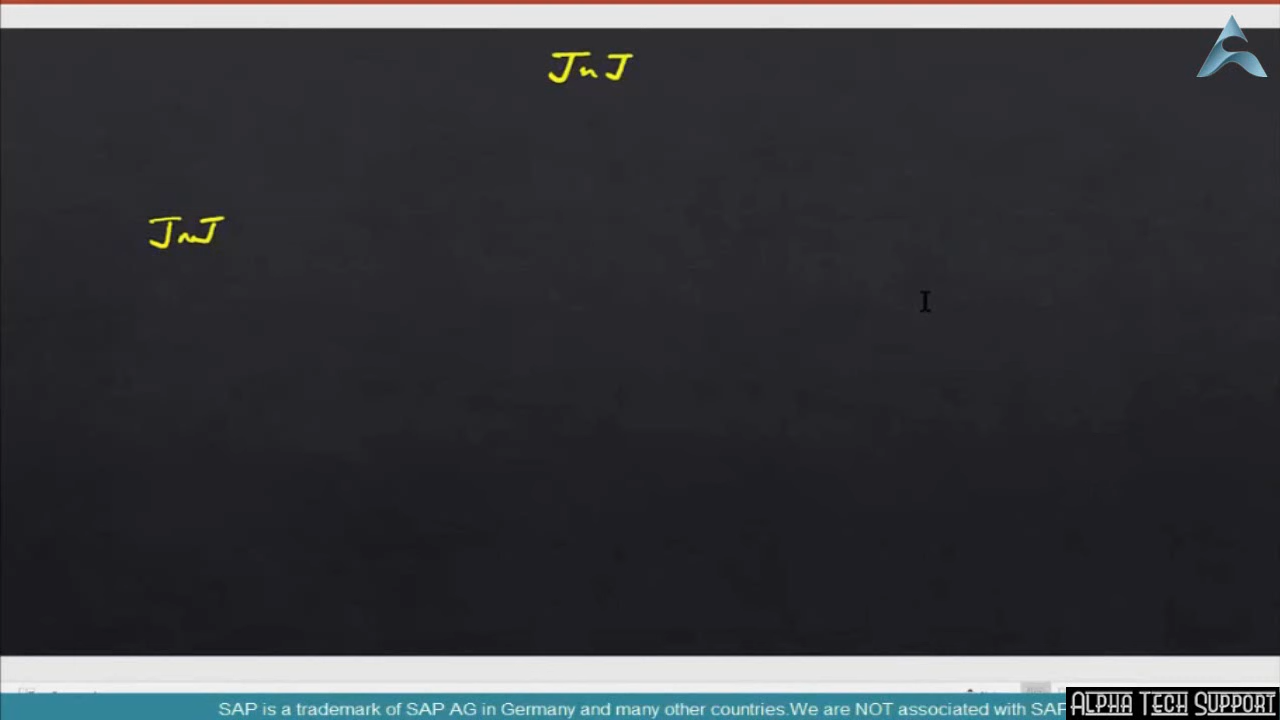 JnJ
JnJ
SAP is a trademark of SAP AG in Germany and many other countries.We are NOT associated with SAP
Alpha Tech Support